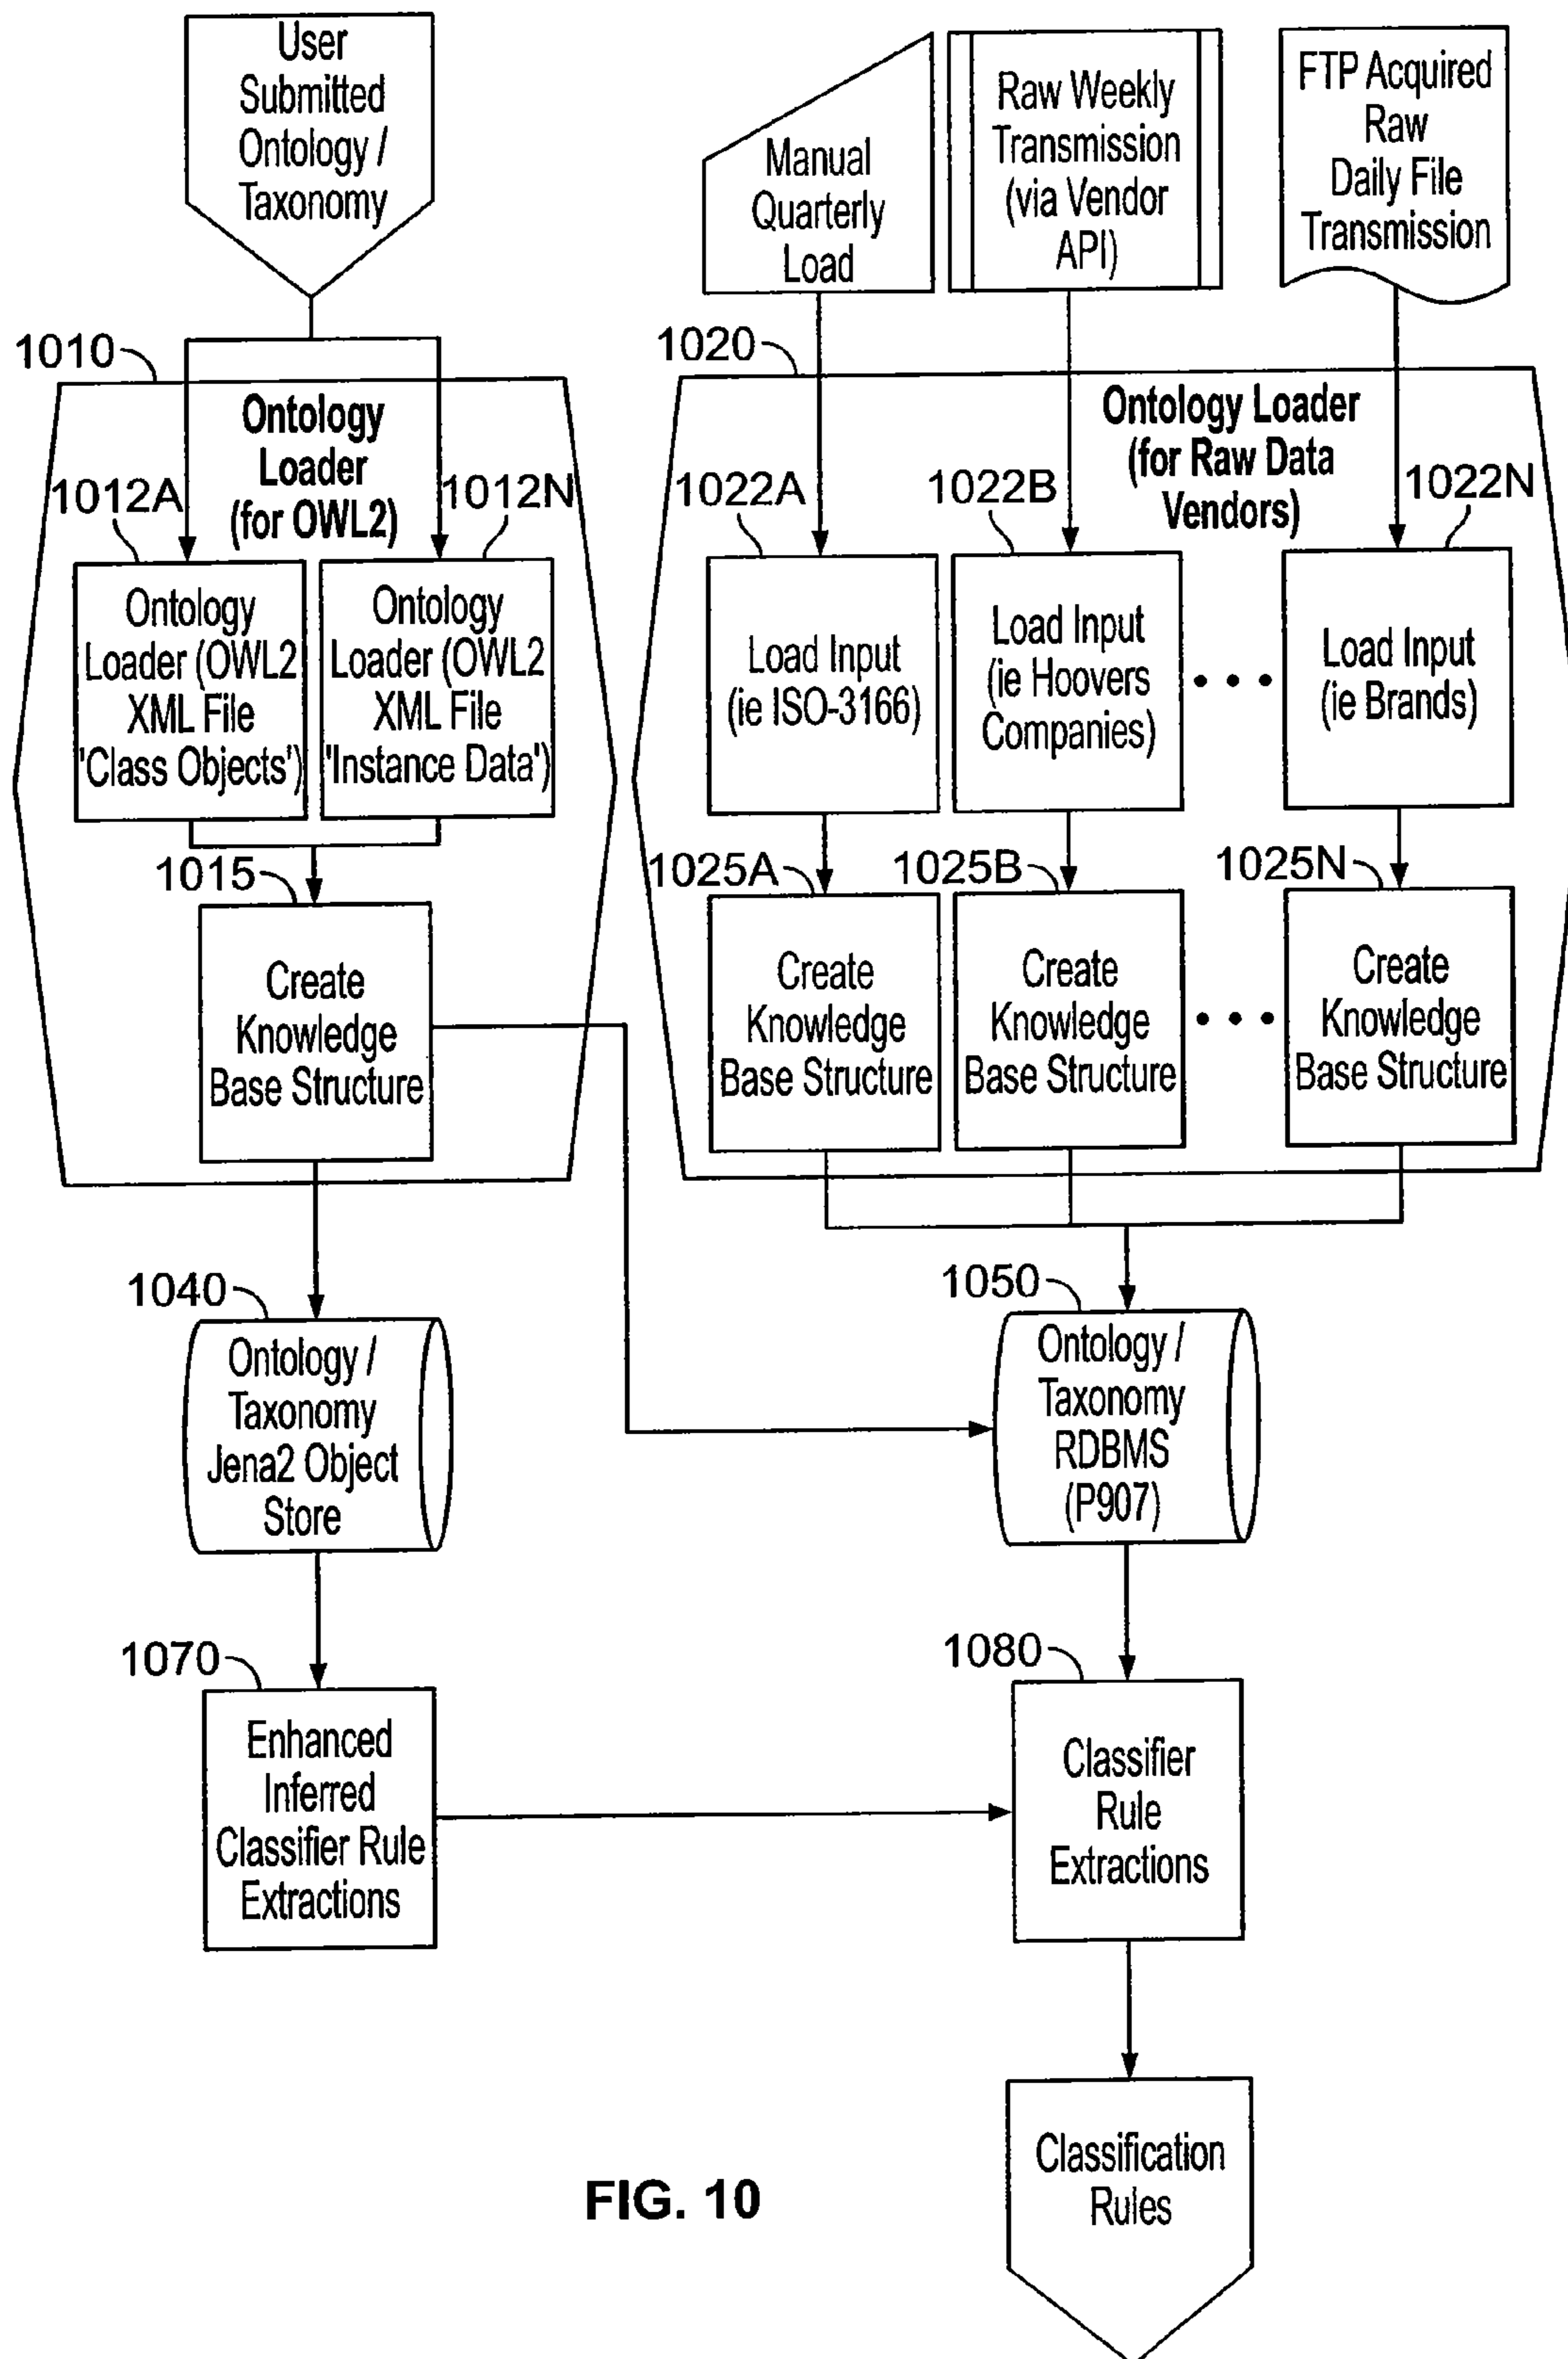 User
Submitted
Ontology /
Taxonomy
Manual
Quarterly
Load
Raw Weekly
Transmission
(via Vendor
API)
FTP Acquired
Raw
Daily File
Transmission
1010
Ontology
Loader
(for OWL2)
1012A
1012N
Ontology
Loader (OWL2
XML File
'Class Objects')
Ontology
Loader (OWL2
XML File
'Instance Data')
1015
Create
Knowledge
Base Structure
1020
Ontology Loader
(for Raw Data
Vendors)
1022A
1022B
1022N
Load Input
(ie ISO-3166)
Load Input
(ie Hoovers
Companies)
• • •
Load Input
(ie Brands)
1025A
1025B
1025N
Create
Knowledge
Base Structure
Create
Knowledge
Base Structure
• • •
Create
Knowledge
Base Structure
1040
Ontology /
Taxonomy
Jena2 Object
Store
1050
Ontology /
Taxonomy
RDBMS
(P907)
1070
Enhanced
Inferred
Classifier Rule
Extractions
1080
Classifier
Rule
Extractions
Classification
Rules
FIG. 10